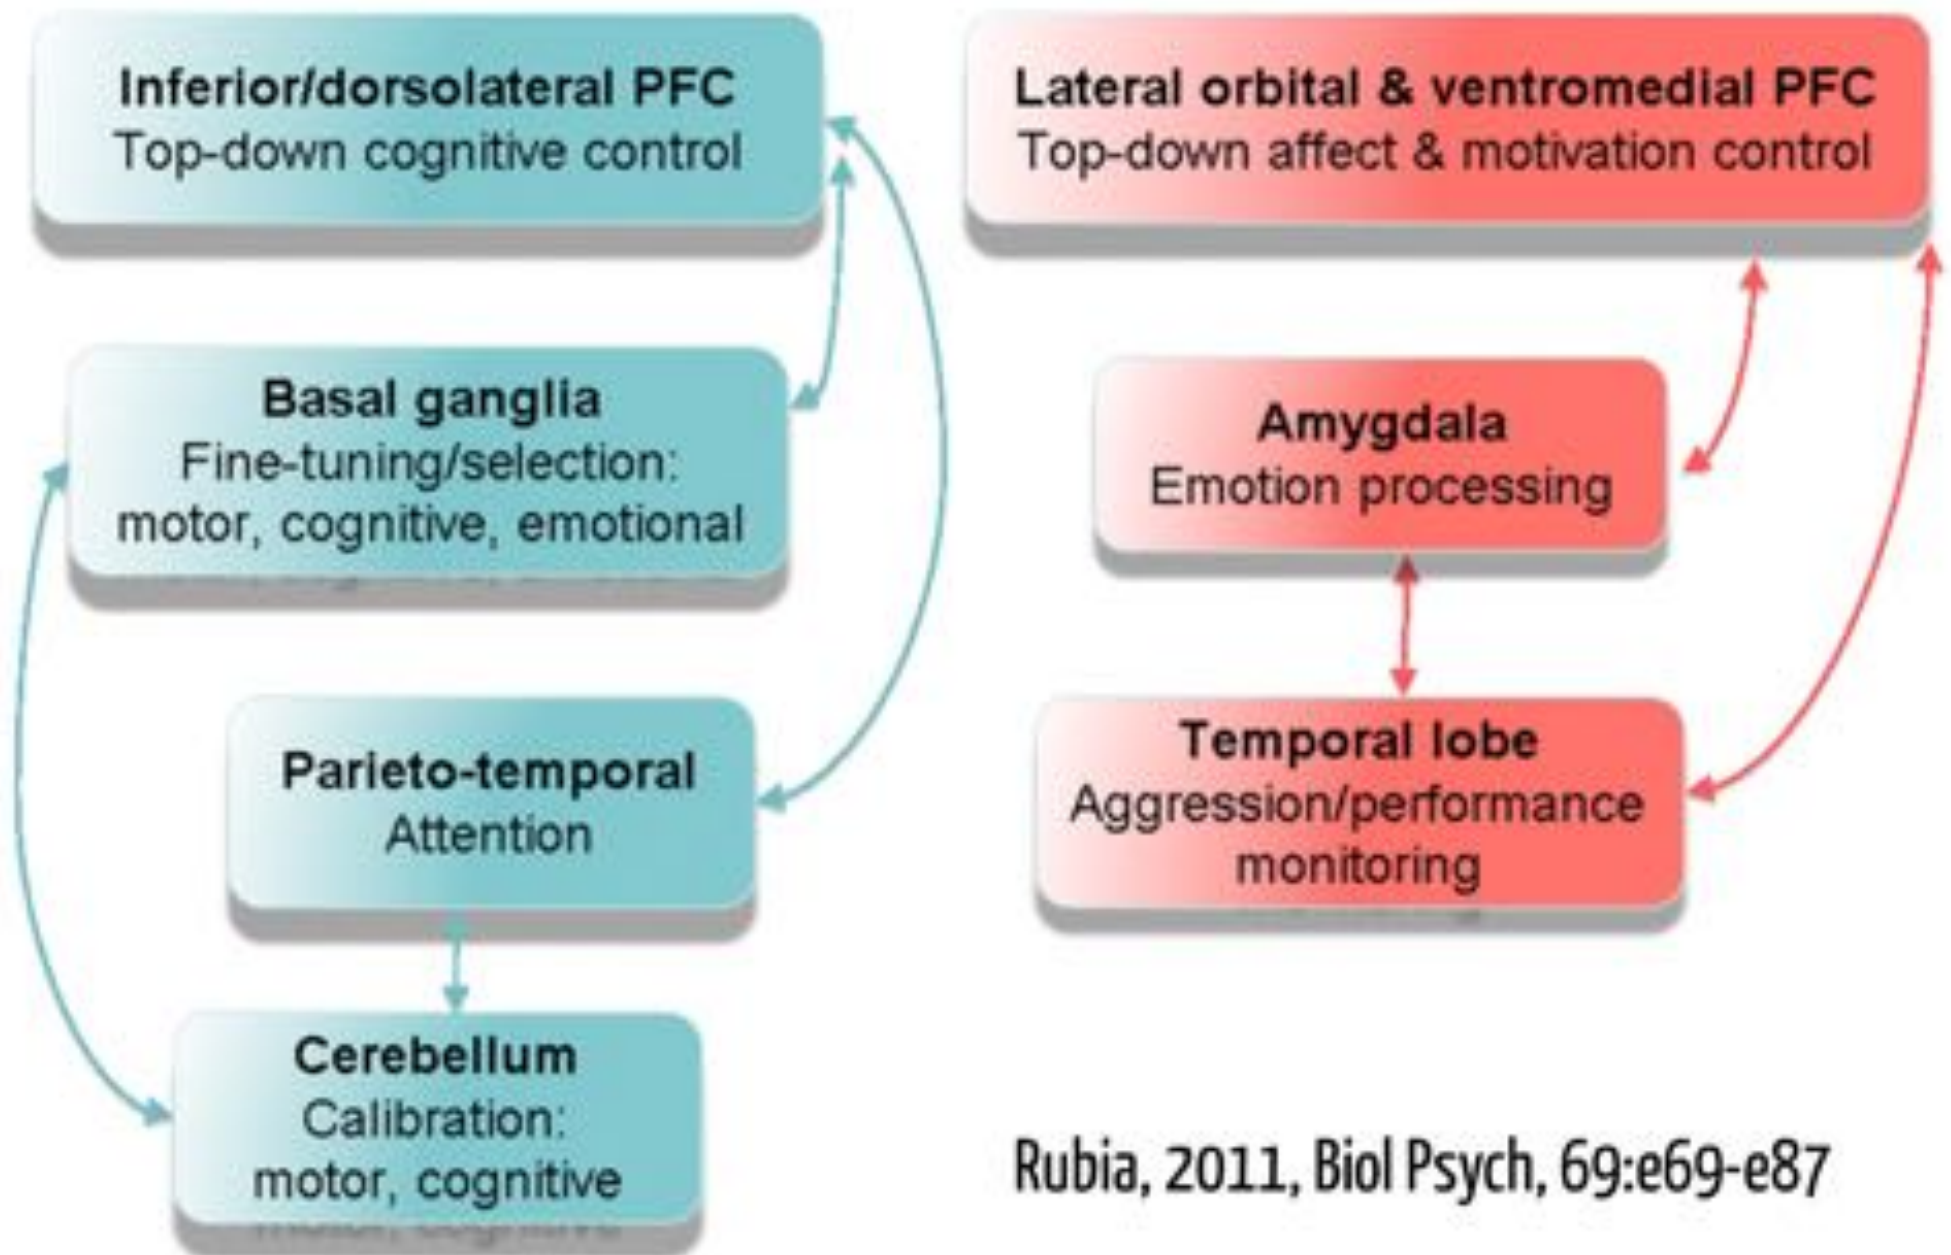 Inferior/dorsolateral PFC
Top-down cognitive control
Basal ganglia
Fine-tuning/selection:
motor, cognitive, emotional
Parieto-temporal
Attention
Cerebellum
Calibration:
motor, cognitive
Lateral orbital & ventromedial PFC
Top-down affect & motivation control
Amygdala
Emotion processing
Temporal lobe
Aggression/performance
monitoring
Rubia, 2011, Biol Psych, 69:e69-e87